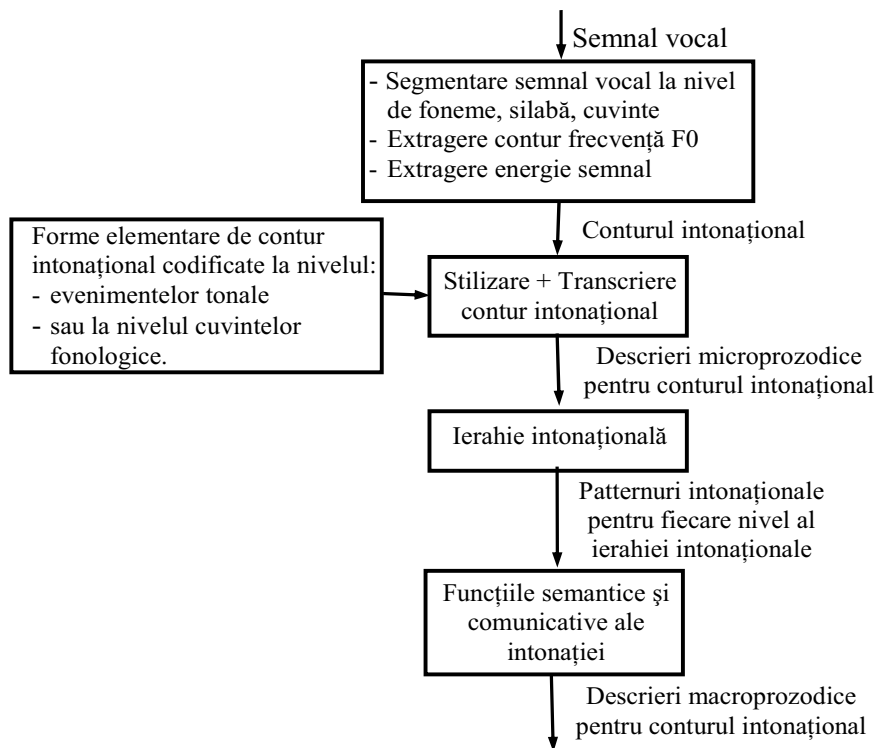 Semnal vocal
- Segmentare semnal vocal la nivel
de foneme, silabă, cuvinte
- Extragere contur frecvență F0
- Extragere energie semnal
Conturul intonațional
Forme elementare de contur
intonațional codificate la nivelul:
- evenimentelor tonale
- sau la nivelul cuvintelor
fonologice.
Stilizare + Transcriere
contur intonațional
Descrieri microprozodice
pentru conturul intonațional
Ierahie intonațională
Patternuri intonaționale
pentru fiecare nivel al
ierahiei intonaționale
Funcțiile semantice şi
comunicative ale
intonației
Descrieri macroprozodice
pentru conturul intonațional